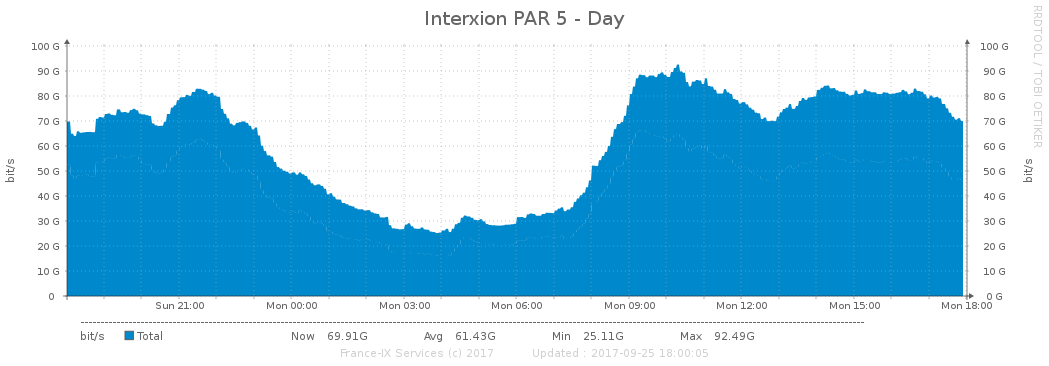 Interxion PAR 5 - Day
RRDTOOL / TOBI OETIKER
bit/s
100 G
90 G
80 G
70 G
60 G
50 G
40 G
30 G
20 G
10 G
0
100 G
90 G
80 G
70 G
60 G
50 G
40 G
30 G
20 G
10 G
0 G
bit/s
Sun 21:00 Mon 00:00 Mon 03:00 Mon 06:00 Mon 09:00 Mon 12:00 Mon 15:00 Mon 18:00
bit/s Total Now 69.91G Avg 61.43G Min 25.11G Max 92.49G
France-IX Services (c) 2017 Updated : 2017-09-25 18:00:05